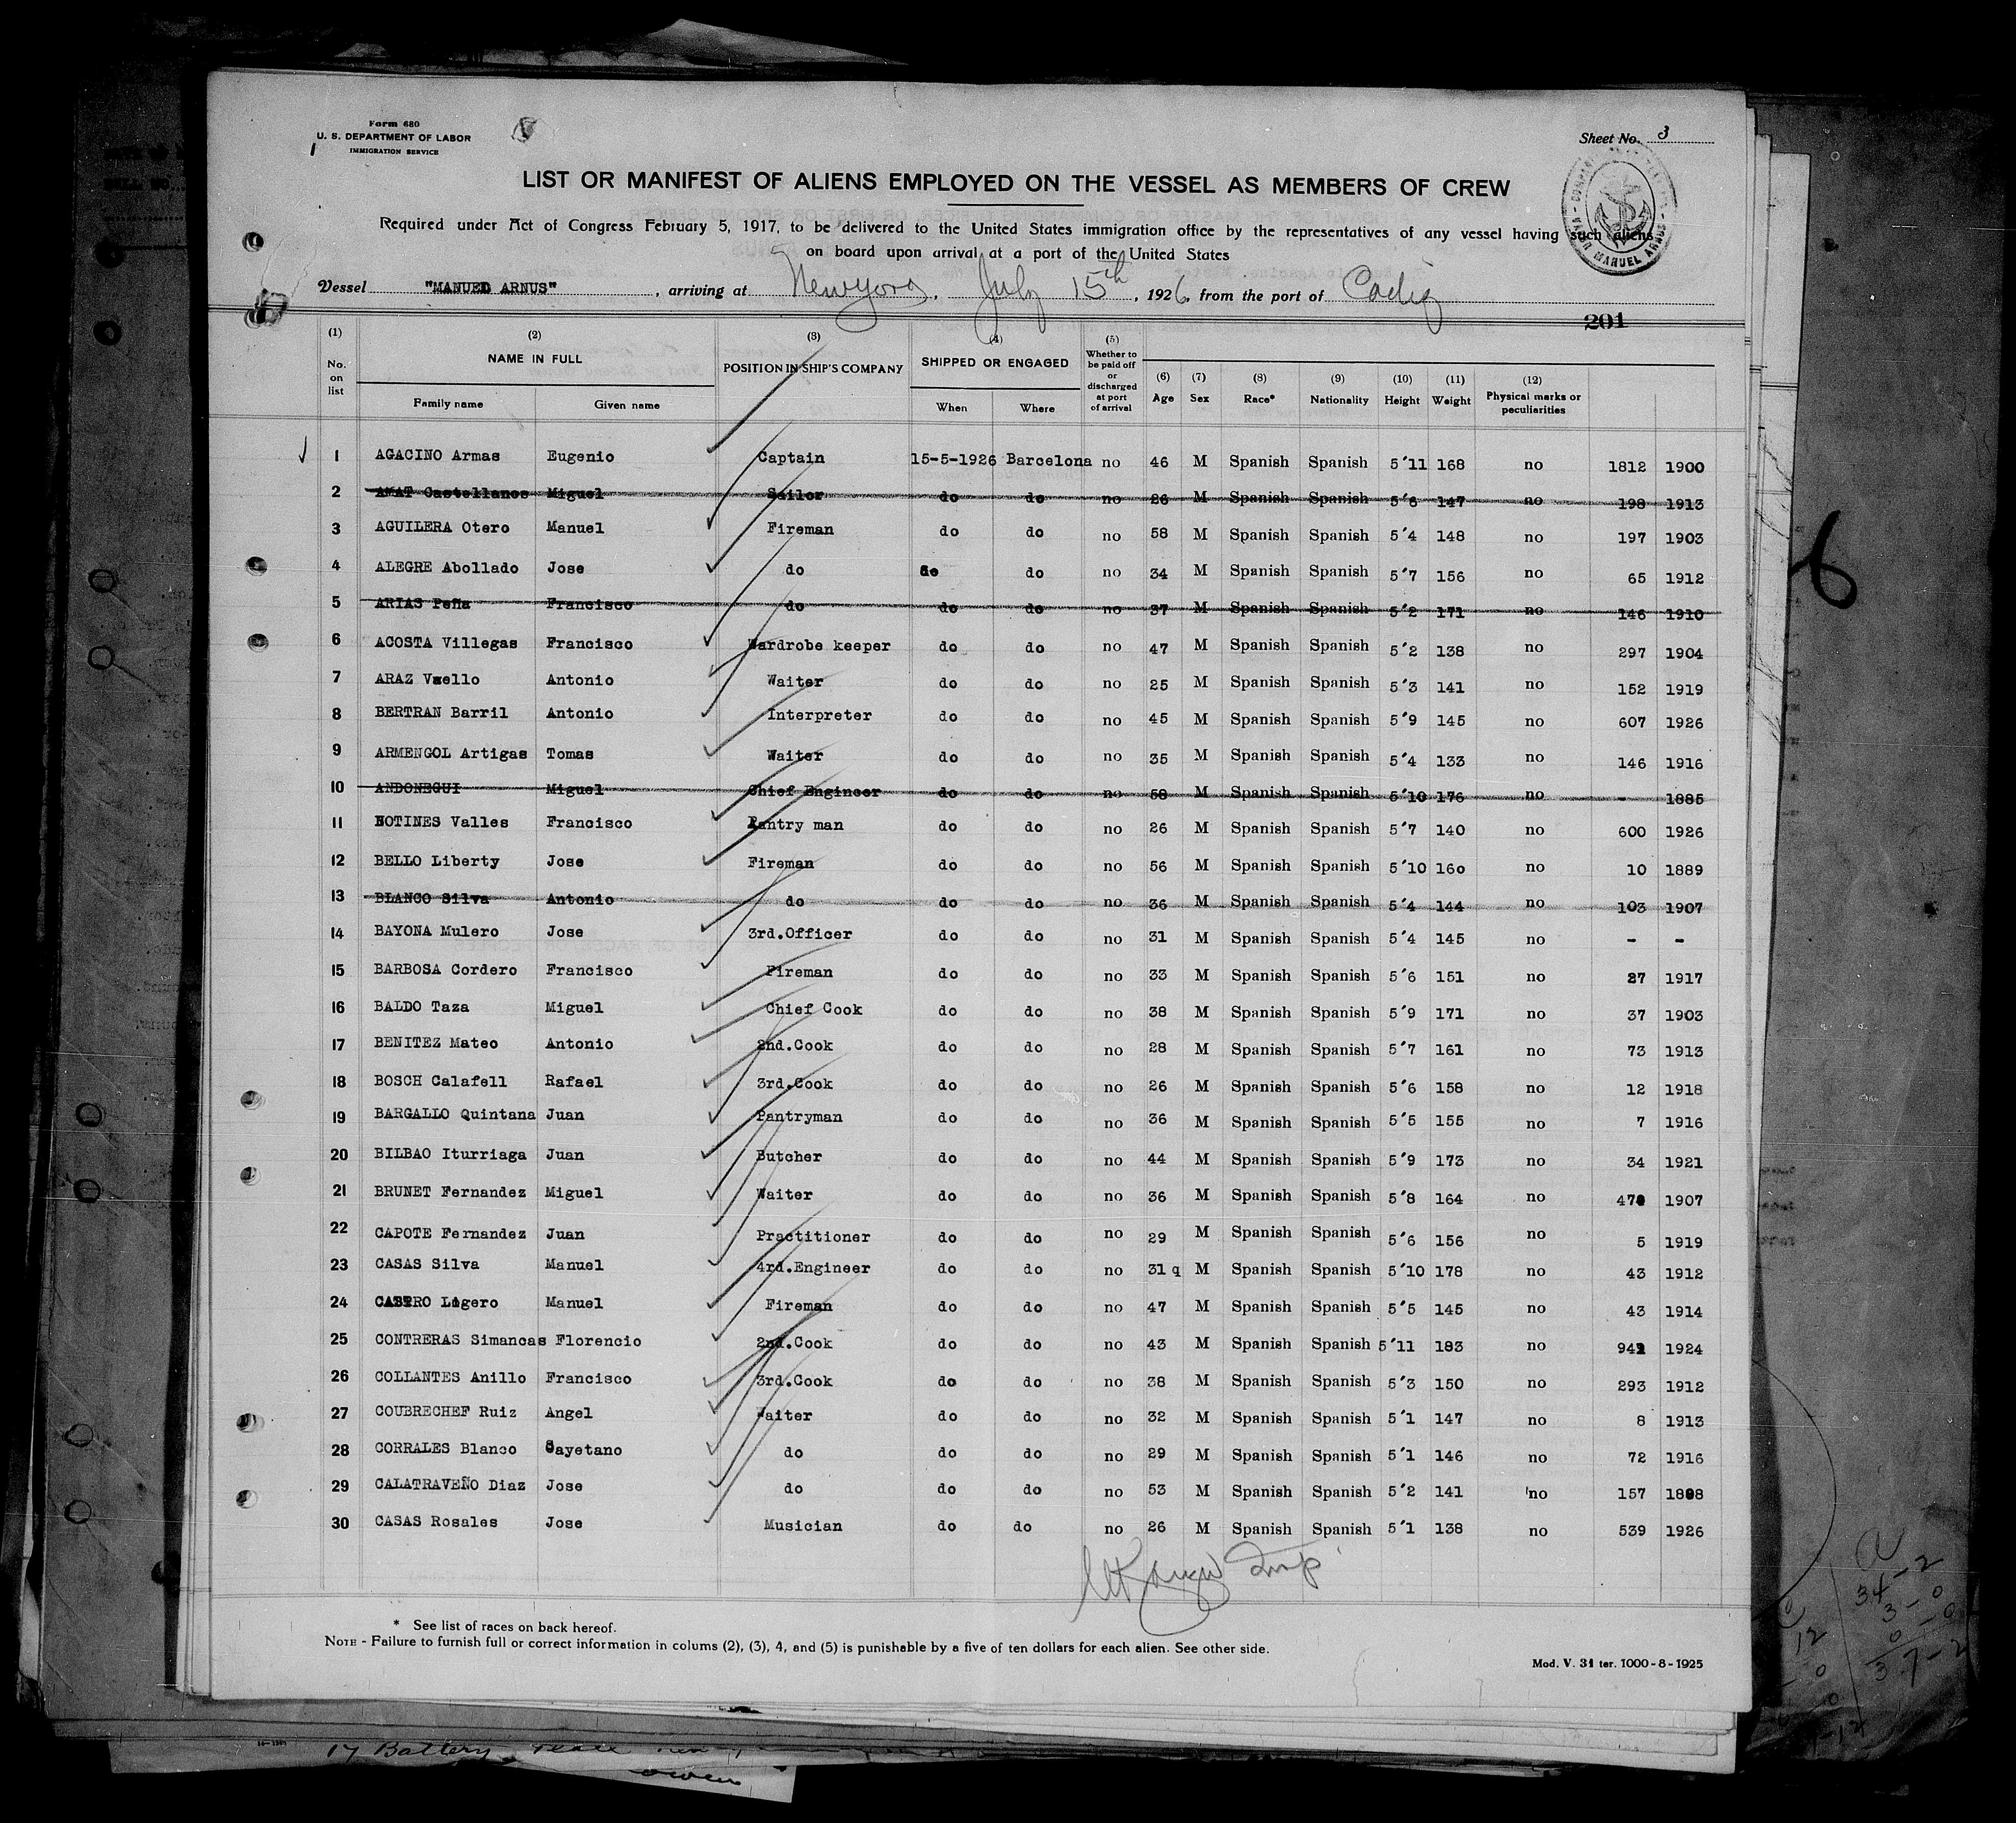 Form 680
U. S. DEPARTMENT OF LABOR
IMMIGRATION SERVICE
Sheet No. 3
LIST OR MANIFEST OF ALIENS EMPLOYED ON THE VESSEL AS MEMBERS OF CREW
Required under Act of Congress February 5, 1917, to be delivered to the United States immigration office by the representatives of any vessel having such aliens
on board upon arrival at a port of the United States
MANUEL ARNUS
Vessel "MANUEL ARNUS", arriving at New York, July 15th, 1926, from the port of Cadiz
201
(1) (2) (3) (4) (5) (6) (7) (8) (9) (10) (11) (12)
No. on list NAME IN FULL Family name Given name POSITION IN SHIP'S COMPANY SHIPPED OR ENGAGED When Where Whether to be paid off or discharged at port of arrival Age Sex Race* Nationality Height Weight Physical marks or peculiarities
1 AGACINO Armas Eugenio Captain 15-5-1926 Barcelona no 46 M Spanish Spanish 5'11 168 no 1812 1900
2 AMAT Castellanos Miguel Sailor do do no 26 M Spanish Spanish 5'6 147 no 198 1913
3 AGUILERA Otero Manuel Fireman do do no 58 M Spanish Spanish 5'4 148 no 197 1903
4 ALEGRE Abollado Jose do do do no 34 M Spanish Spanish 5'7 156 no 65 1912
5 ARIAS Peña Francisco do do do no 37 M Spanish Spanish 5'2 171 no 146 1910
6 ACOSTA Villegas Francisco Wardrobe keeper do do no 47 M Spanish Spanish 5'2 138 no 297 1904
7 ARAZ Vaello Antonio Waiter do do no 25 M Spanish Spanish 5'3 141 no 152 1919
8 BERTRAN Barril Antonio Interpreter do do no 45 M Spanish Spanish 5'9 145 no 607 1926
9 ARMENGOL Artigas Tomas Waiter do do no 35 M Spanish Spanish 5'4 133 no 146 1916
10 ANDONEGUI Miguel Chief Engineer do do no 58 M Spanish Spanish 5'10 176 no - 1885
11 BOTINES Valles Francisco Pantry man do do no 26 M Spanish Spanish 5'7 140 no 600 1926
12 BELLO Liberty Jose Fireman do do no 56 M Spanish Spanish 5'10 160 no 10 1889
13 BLANCO Silva Antonio do do do no 36 M Spanish Spanish 5'4 144 no 103 1907
14 BAYONA Mulero Jose 3rd.Officer do do no 31 M Spanish Spanish 5'4 145 no - -
15 BARBOSA Cordero Francisco Fireman do do no 33 M Spanish Spanish 5'6 151 no 27 1917
16 BALDO Taza Miguel Chief Cook do do no 38 M Spanish Spanish 5'9 171 no 37 1903
17 BENITEZ Mateo Antonio 2nd.Cook do do no 28 M Spanish Spanish 5'7 161 no 73 1913
18 BOSCH Calafell Rafael 3rd.Cook do do no 26 M Spanish Spanish 5'6 158 no 12 1918
19 BARGALLO Quintana Juan Pantryman do do no 36 M Spanish Spanish 5'5 155 no 7 1916
20 BILBAO Iturriaga Juan Butcher do do no 44 M Spanish Spanish 5'9 173 no 34 1921
21 BRUNET Fernandez Miguel Waiter do do no 36 M Spanish Spanish 5'8 164 no 1907
22 CAPOTE Fernandez Juan Practitioner do do no 29 M Spanish Spanish 5'6 156 no 5 1919
23 CASAS Silva Manuel 4rd.Engineer do do no 31 q M Spanish Spanish 5'10 178 no 43 1912
24 CASTRO Ligero Manuel Fireman do do no 47 M Spanish Spanish 5'5 145 no 43 1914
25 CONTRERAS Simancas Florencio 2nd.Cook do do no 43 M Spanish Spanish 5'11 183 no 1924
26 COLLANTES Anillo Francisco 3rd.Cook do do no 38 M Spanish Spanish 5'3 150 no 293 1912
27 COUBRECHEF Ruiz Angel Waiter do do no 32 M Spanish Spanish 5'1 147 no 8 1913
28 CORRALES Blanco Cayetano do do do no 29 M Spanish Spanish 5'1 146 no 72 1916
29 CALATRAVEÑO Diaz Jose do do do no 53 M Spanish Spanish 5'2 141 no 157
30 CASAS Rosales Jose Musician do do no 26 M Spanish Spanish 5'1 138 no 539 1926
* See list of races on back hereof.
NOTE - Failure to furnish full or correct information in colums (2), (3), 4, and (5) is punishable by a five of ten dollars for each alien. See other side.
Mod. V. 31 ter. 1000-8-1925
34-2
3-0
0-0
37-2
17 Battery